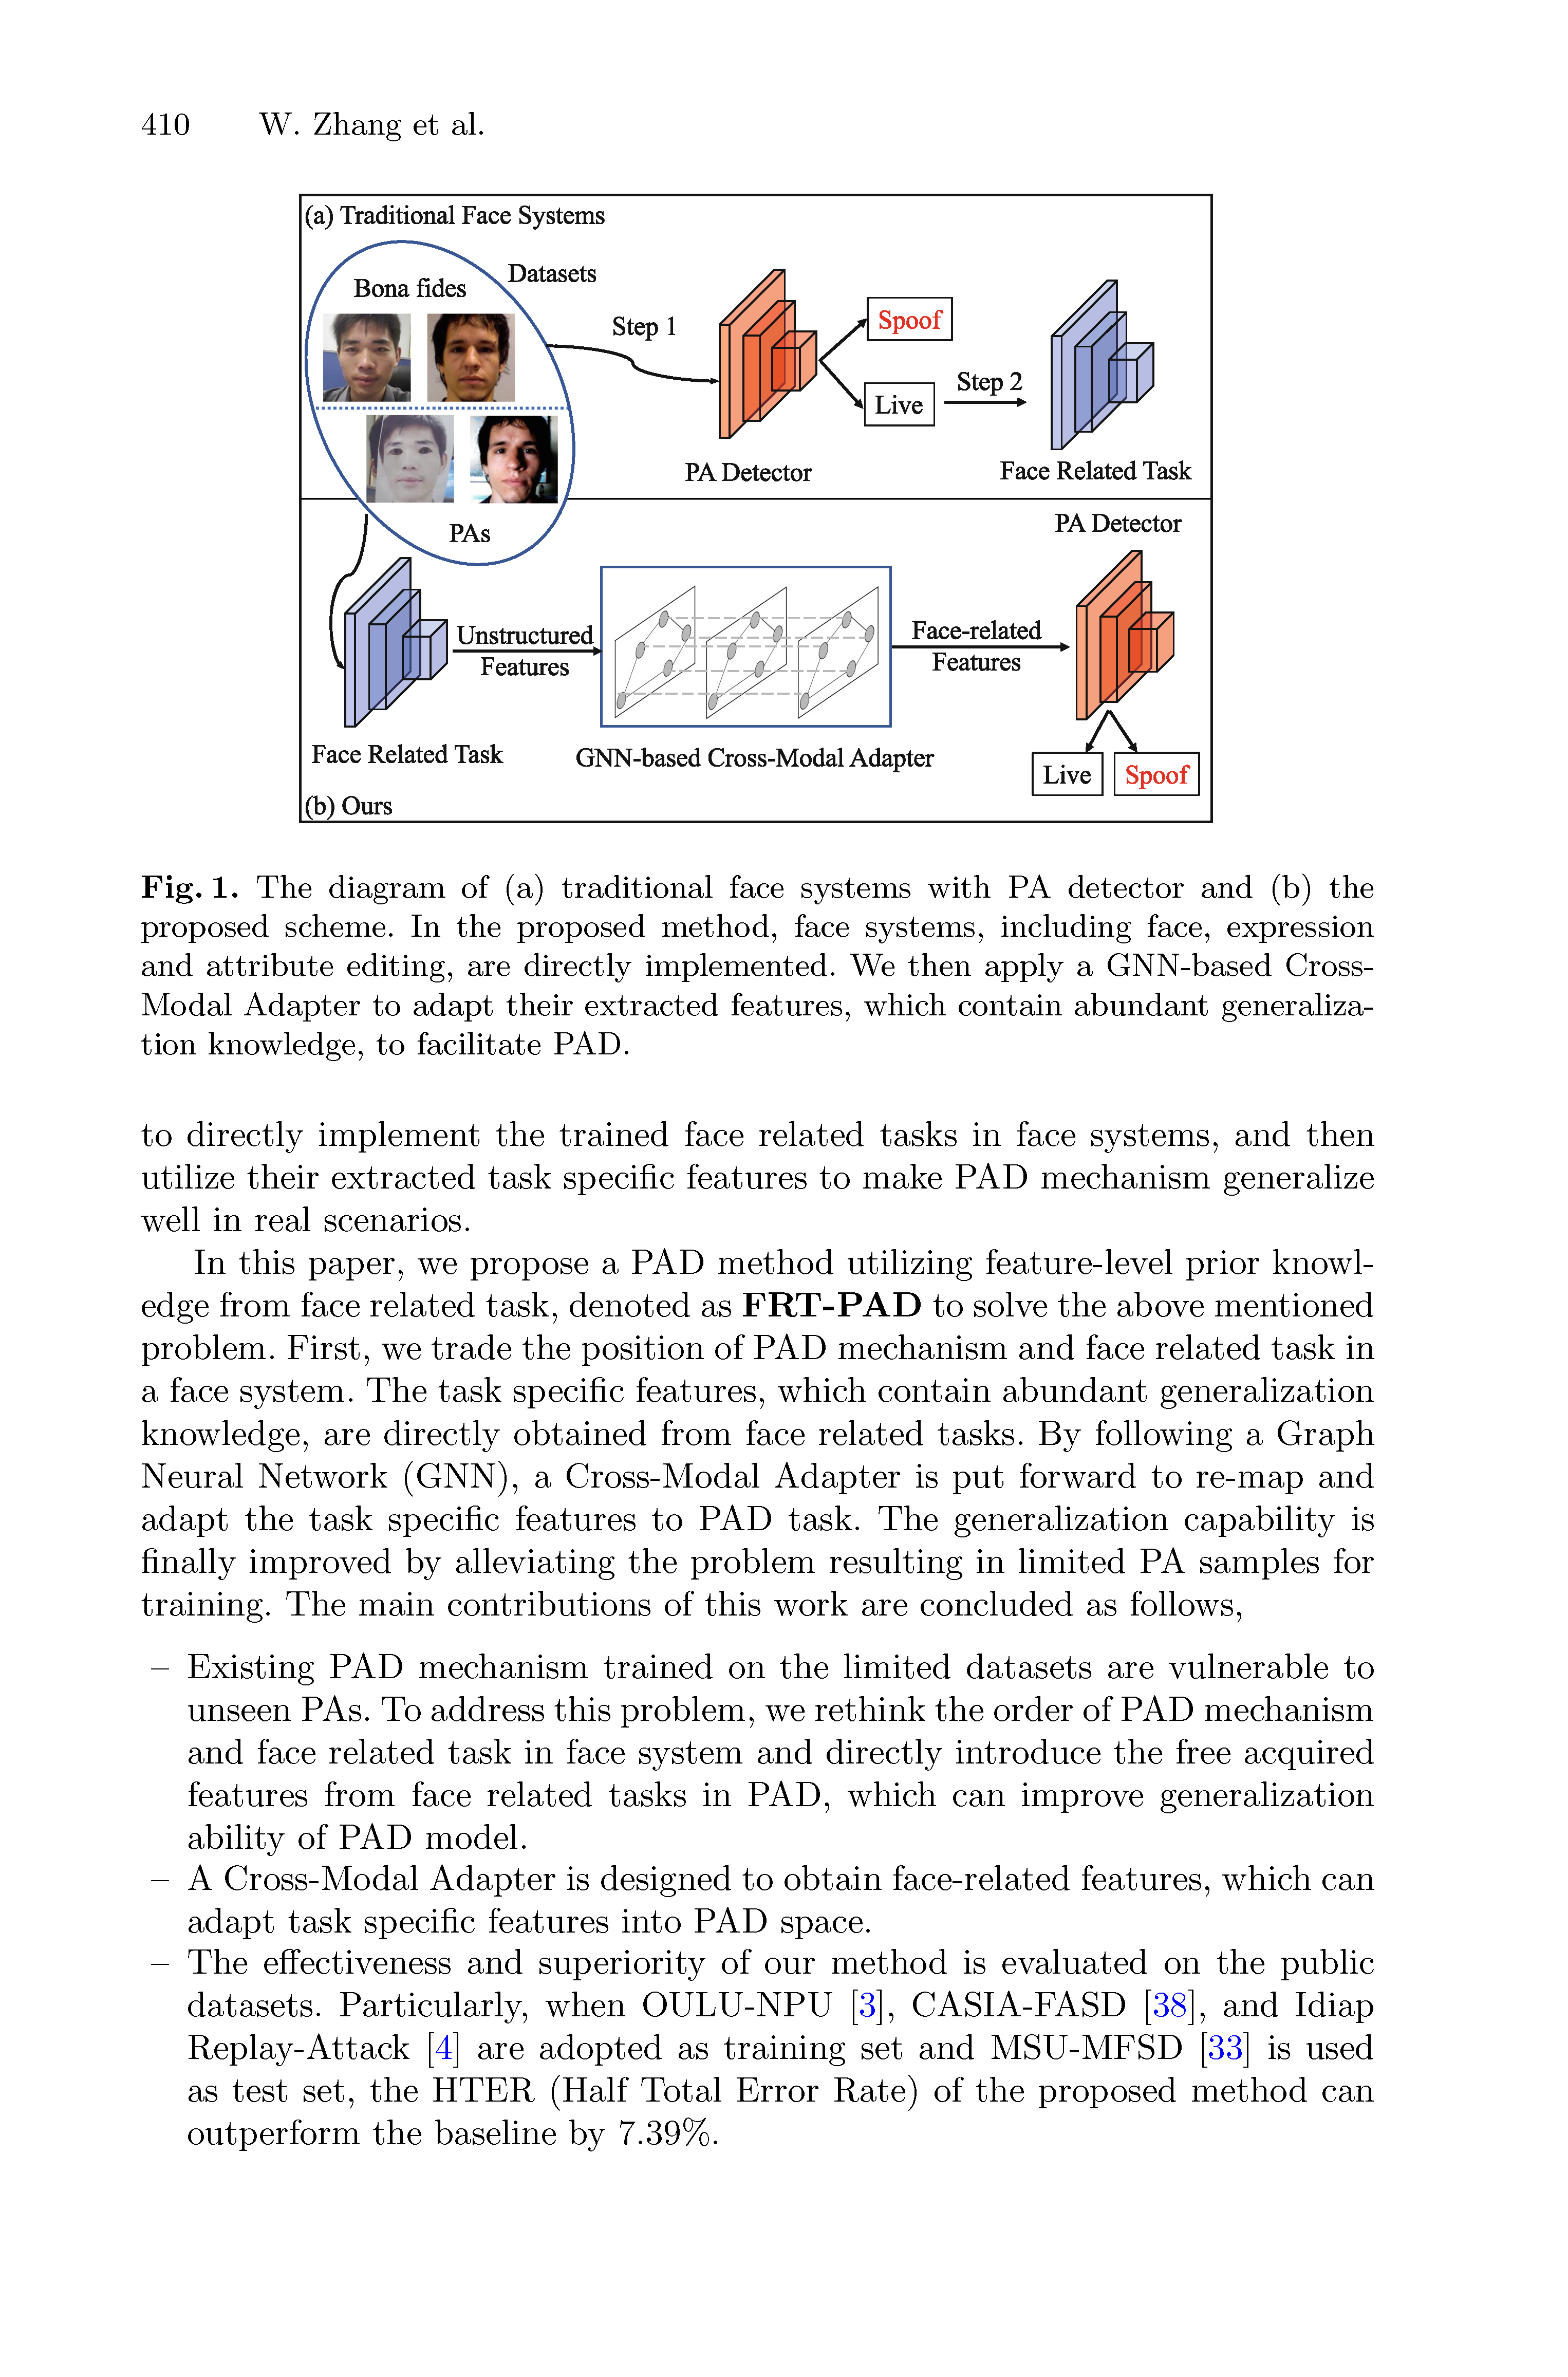 410 W. Zhang et al.
(a) Traditional Face Systems
Datasets
Bona fides
Step 1
Spoof
Live
Step 2
PA Detector
Face Related Task
PAs
PA Detector
Unstructured
Features
Face-related
Features
Face Related Task
GNN-based Cross-Modal Adapter
Live
Spoof
(b) Ours
Fig. 1. The diagram of (a) traditional face systems with PA detector and (b) the
proposed scheme. In the proposed method, face systems, including face, expression
and attribute editing, are directly implemented. We then apply a GNN-based Cross-
Modal Adapter to adapt their extracted features, which contain abundant generaliza-
tion knowledge, to facilitate PAD.
to directly implement the trained face related tasks in face systems, and then
utilize their extracted task specific features to make PAD mechanism generalize
well in real scenarios.
In this paper, we propose a PAD method utilizing feature-level prior knowl-
edge from face related task, denoted as FRT-PAD to solve the above mentioned
problem. First, we trade the position of PAD mechanism and face related task in
a face system. The task specific features, which contain abundant generalization
knowledge, are directly obtained from face related tasks. By following a Graph
Neural Network (GNN), a Cross-Modal Adapter is put forward to re-map and
adapt the task specific features to PAD task. The generalization capability is
finally improved by alleviating the problem resulting in limited PA samples for
training. The main contributions of this work are concluded as follows,
– Existing PAD mechanism trained on the limited datasets are vulnerable to
unseen PAs. To address this problem, we rethink the order of PAD mechanism
and face related task in face system and directly introduce the free acquired
features from face related tasks in PAD, which can improve generalization
ability of PAD model.
– A Cross-Modal Adapter is designed to obtain face-related features, which can
adapt task specific features into PAD space.
– The effectiveness and superiority of our method is evaluated on the public
datasets. Particularly, when OULU-NPU [3], CASIA-FASD [38], and Idiap
Replay-Attack [4] are adopted as training set and MSU-MFSD [33] is used
as test set, the HTER (Half Total Error Rate) of the proposed method can
outperform the baseline by 7.39%.